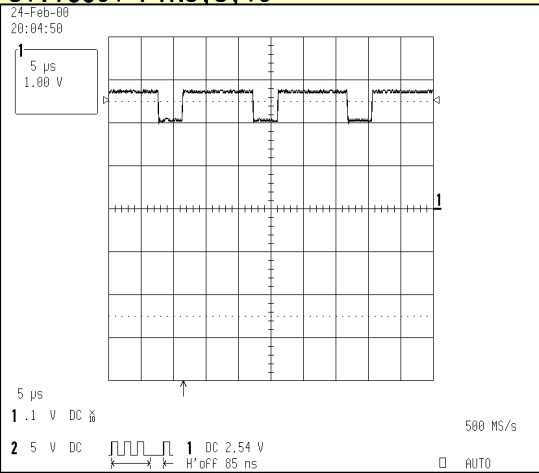 24-Feb-00
20:04:50
1
5 µs
1.00 V
1
5 µs
1 .1 V DC
2 5 V DC
1 DC 2.54 V
H'off 85 ns
500 MS/s
AUTO